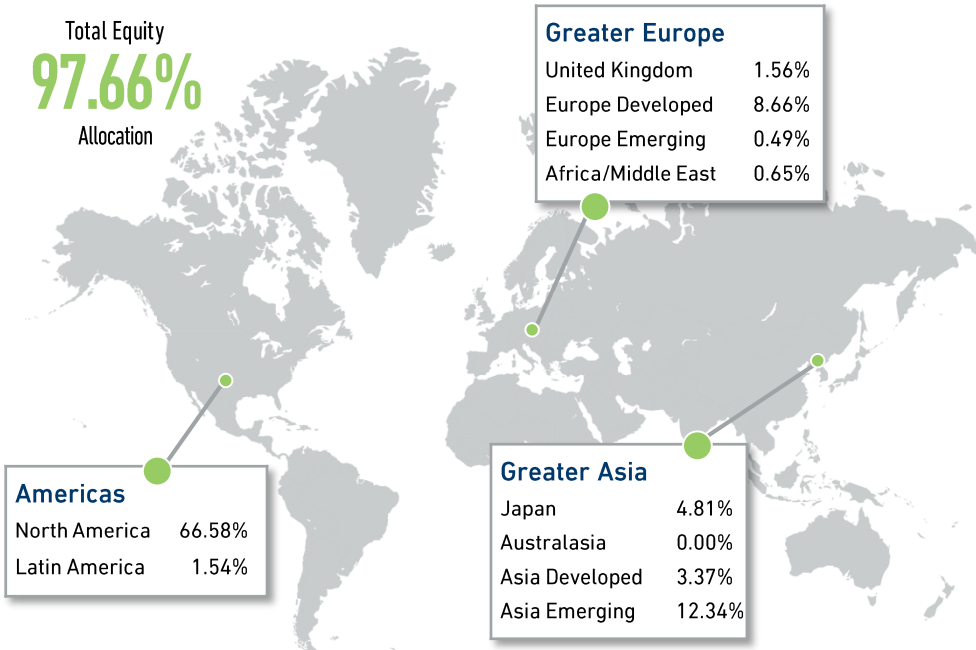 Total Equity
97.66%
Allocation
Greater Europe
United Kingdom 1.56%
Europe Developed 8.66%
Europe Emerging 0.49%
Africa/Middle East 0.65%
Americas
North America 66.58%
Latin America 1.54%
Greater Asia
Japan 4.81%
Australasia 0.00%
Asia Developed 3.37%
Asia Emerging 12.34%